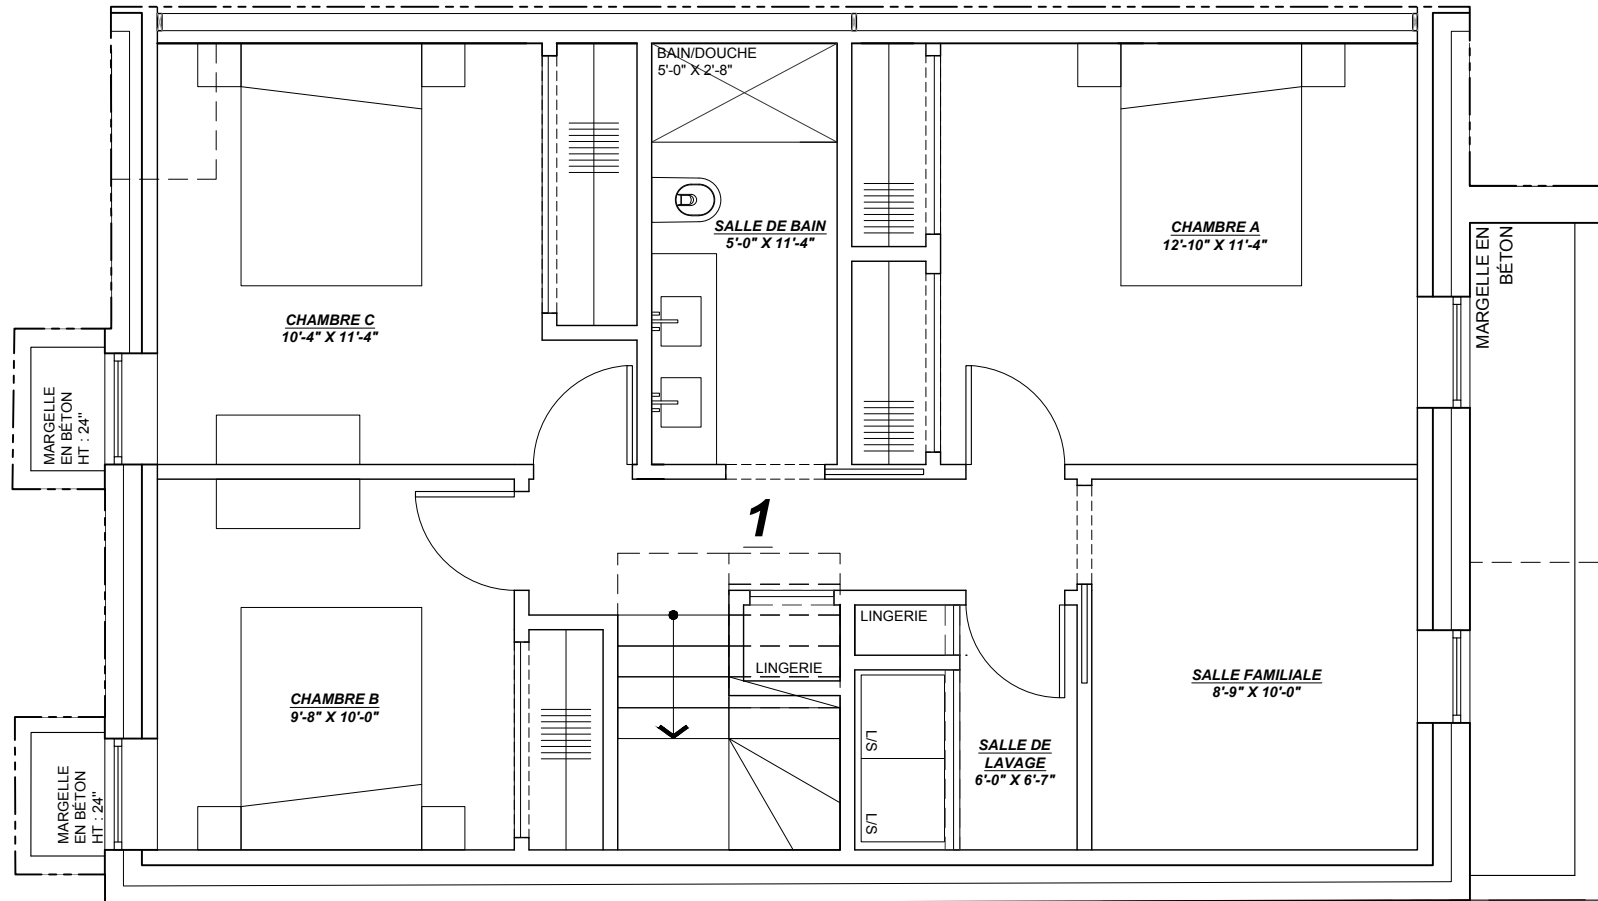 BAIN/DOUCHE
5'-0" X 2'-8"
SALLE DE BAIN
5'-0" X 11'-4"
CHAMBRE A
12'-10" X 11'-4"
MARGELLE EN
BÉTON
CHAMBRE C
10'-4" X 11'-4"
MARGELLE
EN BÉTON
HT : 24"
1
LINGERIE
LINGERIE
CHAMBRE B
9'-8" X 10'-0"
SALLE FAMILIALE
8'-9" X 10'-0"
L/S
L/S
SALLE DE
LAVAGE
6'-0" X 6'-7"
MARGELLE
EN BÉTON
HT : 24"